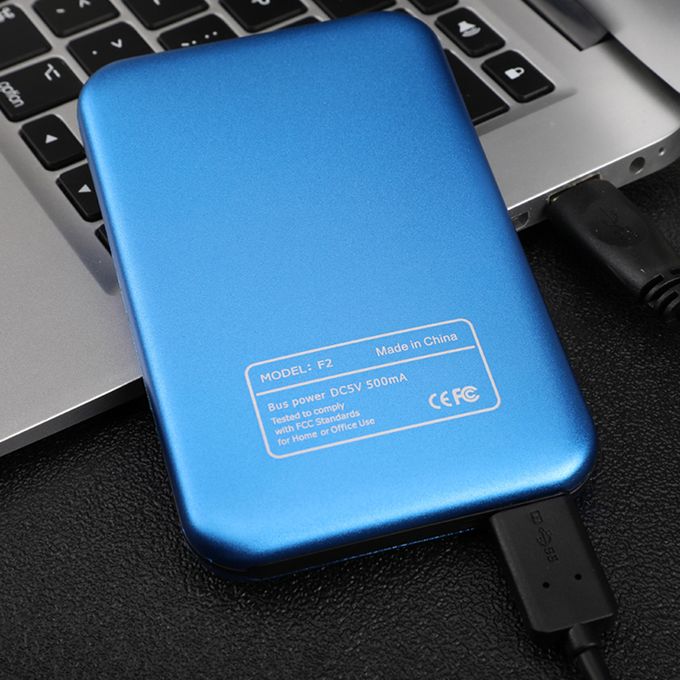 option
MODEL: F2
Made in China
Bus power DC5V 500mA
Tested to comply
with FCC Standards
for Home or Office Use
CE FC